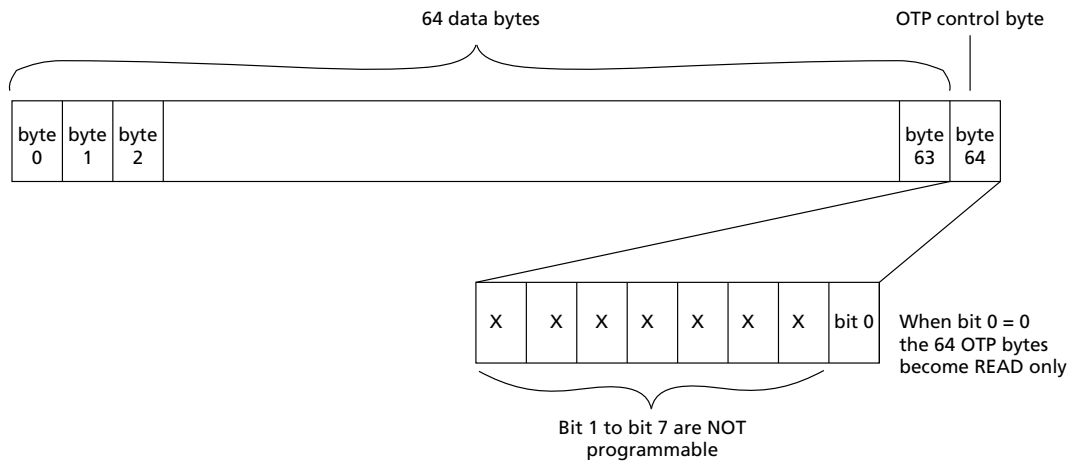 64 data bytes
OTP control byte
byte 0
byte 1
byte 2
byte 63
byte 64
X X X X X X X bit 0
When bit 0 = 0
the 64 OTP bytes
become READ only
Bit 1 to bit 7 are NOT
programmable